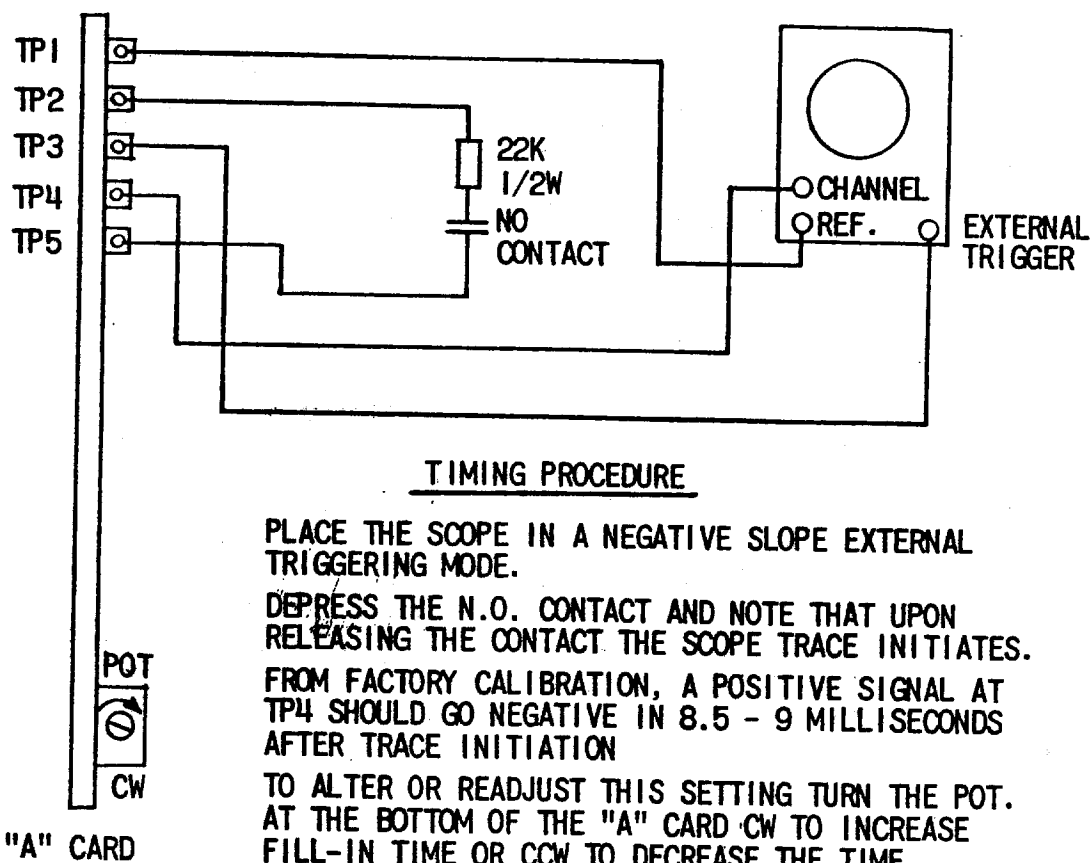 TP1
TP2
TP3
TP4
TP5
22K
1/2W
NO
CONTACT
CHANNEL
REF.
EXTERNAL
TRIGGER
TIMING PROCEDURE
PLACE THE SCOPE IN A NEGATIVE SLOPE EXTERNAL
TRIGGERING MODE.
DEPRESS THE N.O. CONTACT AND NOTE THAT UPON
RELEASING THE CONTACT THE SCOPE TRACE INITIATES.
FROM FACTORY CALIBRATION, A POSITIVE SIGNAL AT
TP4 SHOULD GO NEGATIVE IN 8.5 - 9 MILLISECONDS
AFTER TRACE INITIATION
TO ALTER OR READJUST THIS SETTING TURN THE POT.
AT THE BOTTOM OF THE "A" CARD CW TO INCREASE
FILL-IN TIME OR CCW TO DECREASE THE TIME
POT
CW
"A" CARD